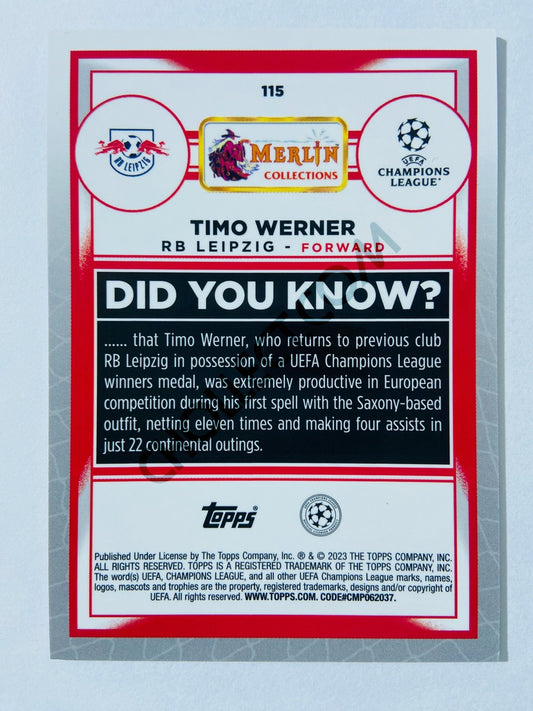 115
RB LEIPZIG
MERLIN
COLLECTIONS
UEFA
CHAMPIONS
LEAGUE
TIMO WERNER
RB LEIPZIG - FORWARD
DID YOU KNOW?
...... that Timo Werner, who returns to previous club
RB Leipzig in possession of a UEFA Champions League
winners medal, was extremely productive in European
competition during his first spell with the Saxony-based
outfit, netting eleven times and making four assists in
just 22 continental outings.
topps
Published Under License by The Topps Company, Inc. ® & © 2023 THE TOPPS COMPANY, INC.
ALL RIGHTS RESERVED. TOPPS IS A REGISTERED TRADEMARK OF THE TOPPS COMPANY, INC.
The word(s) UEFA, CHAMPIONS LEAGUE, and all other UEFA Champions League marks, names,
logos, mascots and trophies are the property, registered trademarks, designs and/or copyright of
UEFA. All rights reserved. WWW.TOPPS.COM. CODE#CMP062037.